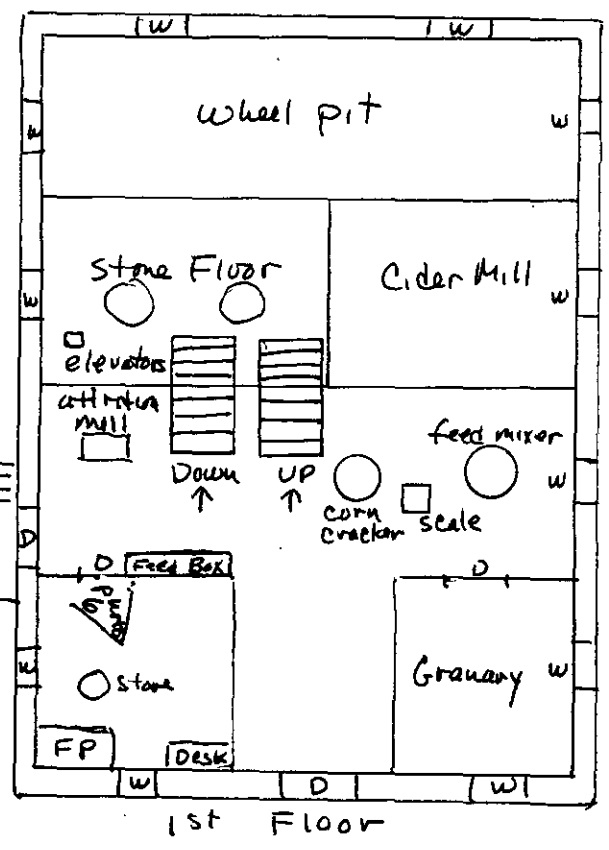 W W
Wheel pit
W W
Stone Floor
Cider Mill
W W
elevators
attrition
mill
feed mixer
Down UP
W
corn
cracker
scale
D
D Feed Box
D
W
Stove
Granary
W
FP
Desk
W D W
1st Floor